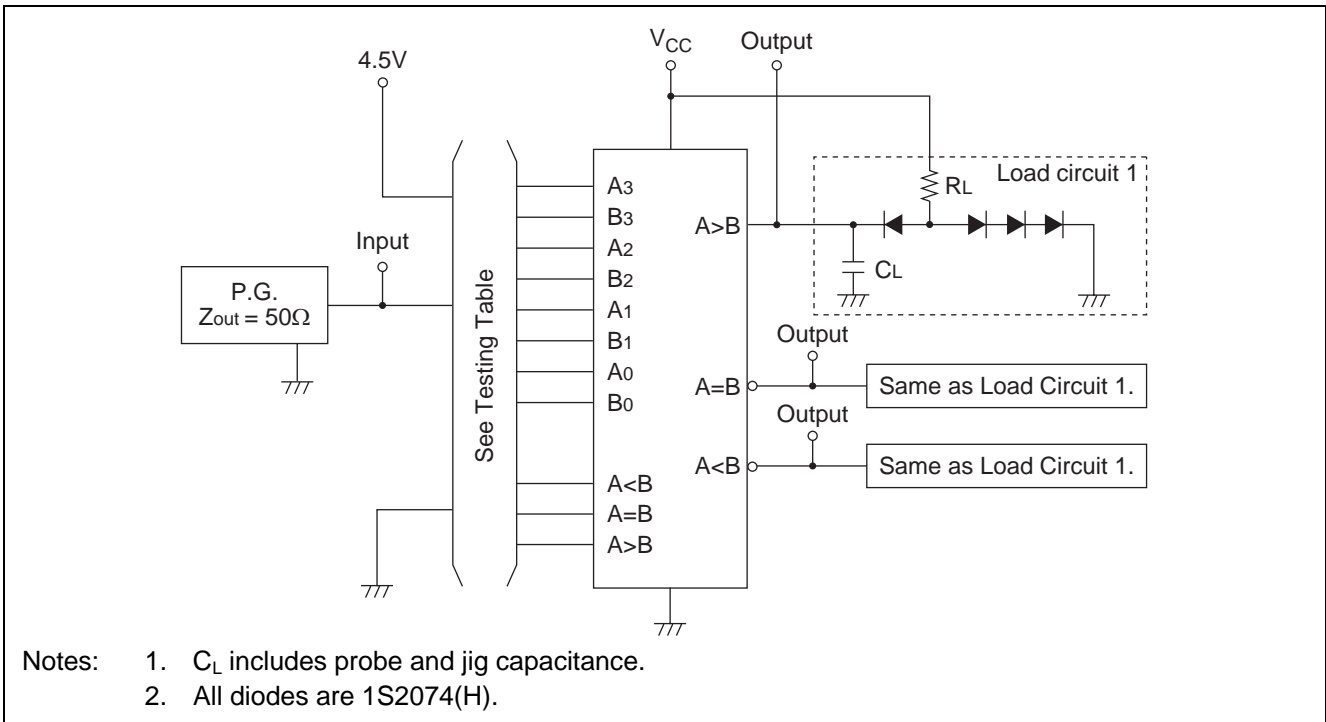 4.5V
VCC
Output
Input
P.G.
Zout = 50Ω
See Testing Table
A3
B3
A2
B2
A1
B1
A0
B0
A<B
A=B
A>B
A>B
A=B
A<B
Load circuit 1
RL
CL
Output
Same as Load Circuit 1.
Output
Same as Load Circuit 1.
Notes: 1. CL includes probe and jig capacitance.
2. All diodes are 1S2074(H).